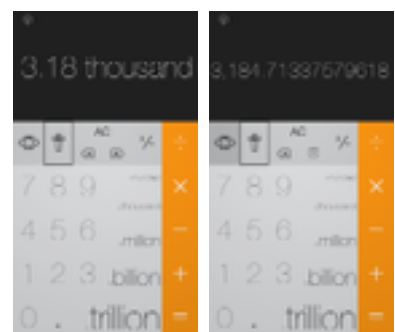 3.18 thousand
AC
%
÷
7 8 9
×
4 5 6 .million
−
1 2 3 .billion +
0 . .trillion =
3,184.71337579618
AC
%
÷
7 8 9
×
4 5 6 .million
−
1 2 3 .billion +
0 . .trillion =